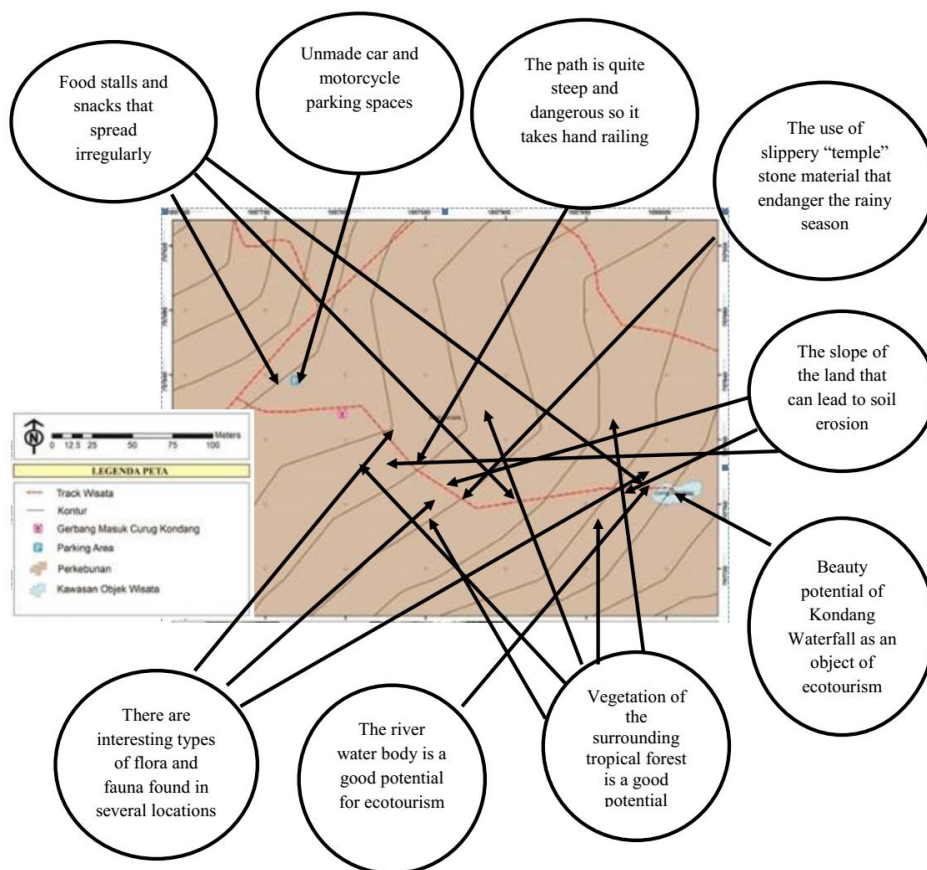 Food stalls and
snacks that
spread
irregularly
Unmade car and
motorcycle
parking spaces
The path is quite
steep and
dangerous so it
takes hand railing
The use of
slippery “temple”
stone material that
endanger the rainy
season
The slope of
the land that
can lead to soil
erosion
N
Meters
0 12.5 25 50 75 100
LEGENDA PETA
Track Wisata
Kontur
Gerbang Masuk Curug Kondang
Parking Area
Perkebunan
Kawasan Objek Wisata
Beauty
potential of
Kondang
Waterfall as an
object of
ecotourism
There are
interesting types
of flora and
fauna found in
several locations
The river
water body is a
good potential
for ecotourism
Vegetation of
the
surrounding
tropical forest
is a good
potential